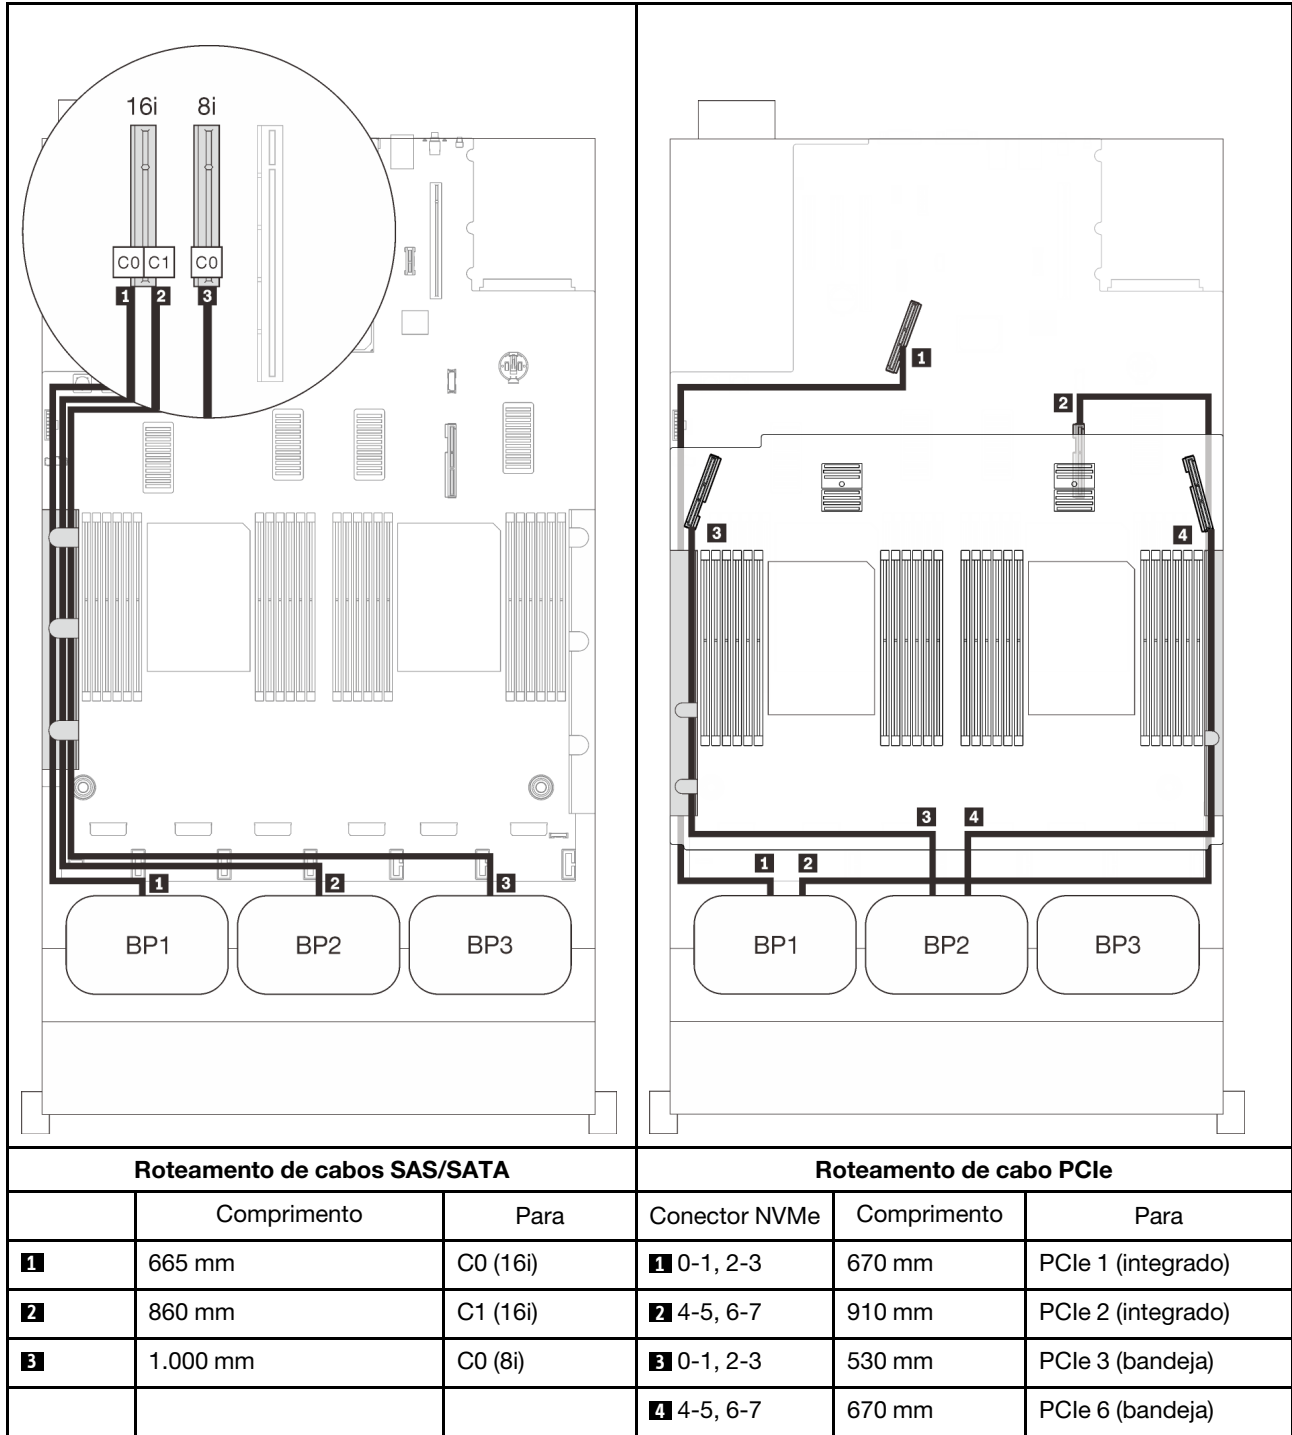 16i 8i
C0 C1 C0
1 2 3
1 2 3
BP1 BP2 BP3
1
2
3 4
3 4
1 2
BP1 BP2 BP3
Roteamento de cabos SAS/SATA Roteamento de cabo PCIe
Comprimento Para Conector NVMe Comprimento Para
1 665 mm C0 (16i) 1 0-1, 2-3 670 mm PCIe 1 (integrado)
2 860 mm C1 (16i) 2 4-5, 6-7 910 mm PCIe 2 (integrado)
3 1.000 mm C0 (8i) 3 0-1, 2-3 530 mm PCIe 3 (bandeja)
4 4-5, 6-7 670 mm PCIe 6 (bandeja)